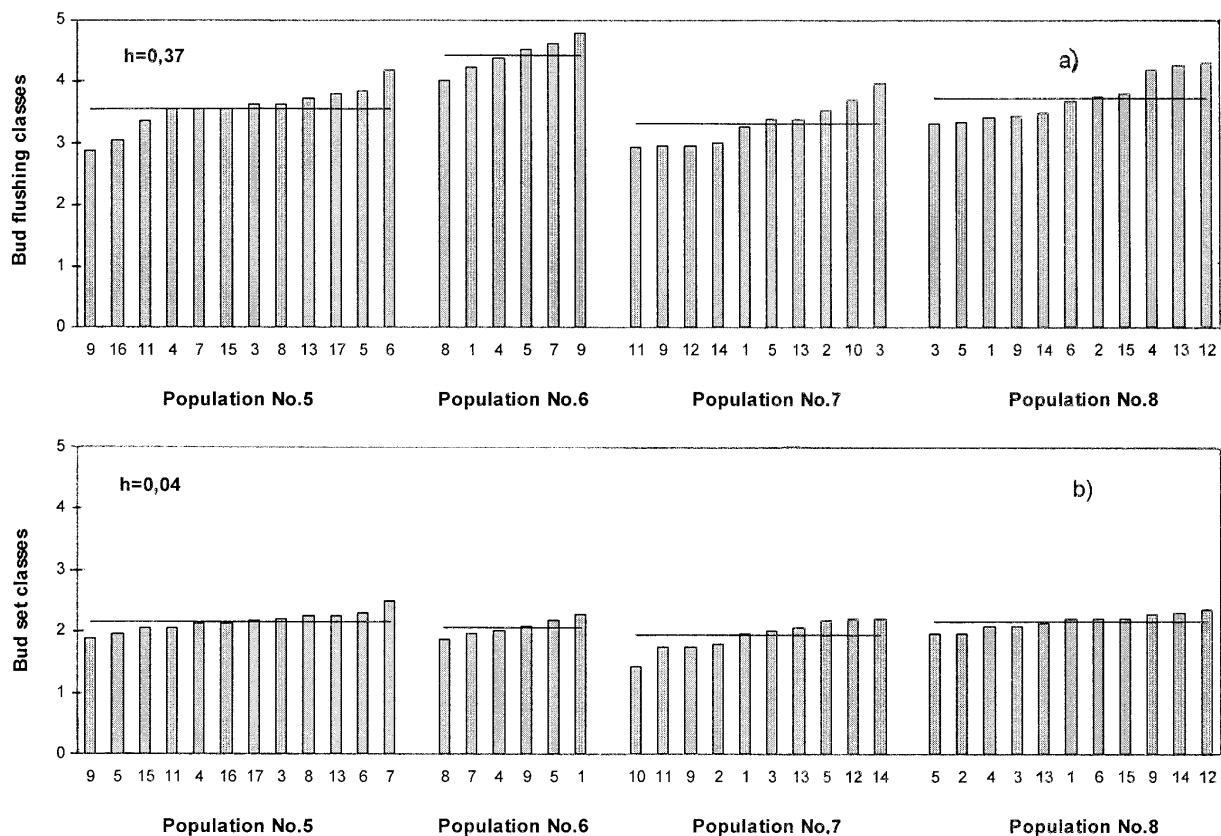 5
h=0,37
a)
4
3
2
1
0
Bud flushing classes
9 16 11 4 7 15 3 8 13 17 5 6
8 1 4 5 7 9
11 9 12 14 1 5 13 2 10 3
3 5 1 9 14 6 2 15 4 13 12
Population No.5
Population No.6
Population No.7
Population No.8
5
h=0,04
b)
4
3
2
1
0
Bud set classes
9 5 15 11 4 16 17 3 8 13 6 7
8 7 4 9 5 1
10 11 9 2 1 3 13 5 12 14
5 2 4 3 13 1 6 15 9 14 12
Population No.5
Population No.6
Population No,7
Population No.8